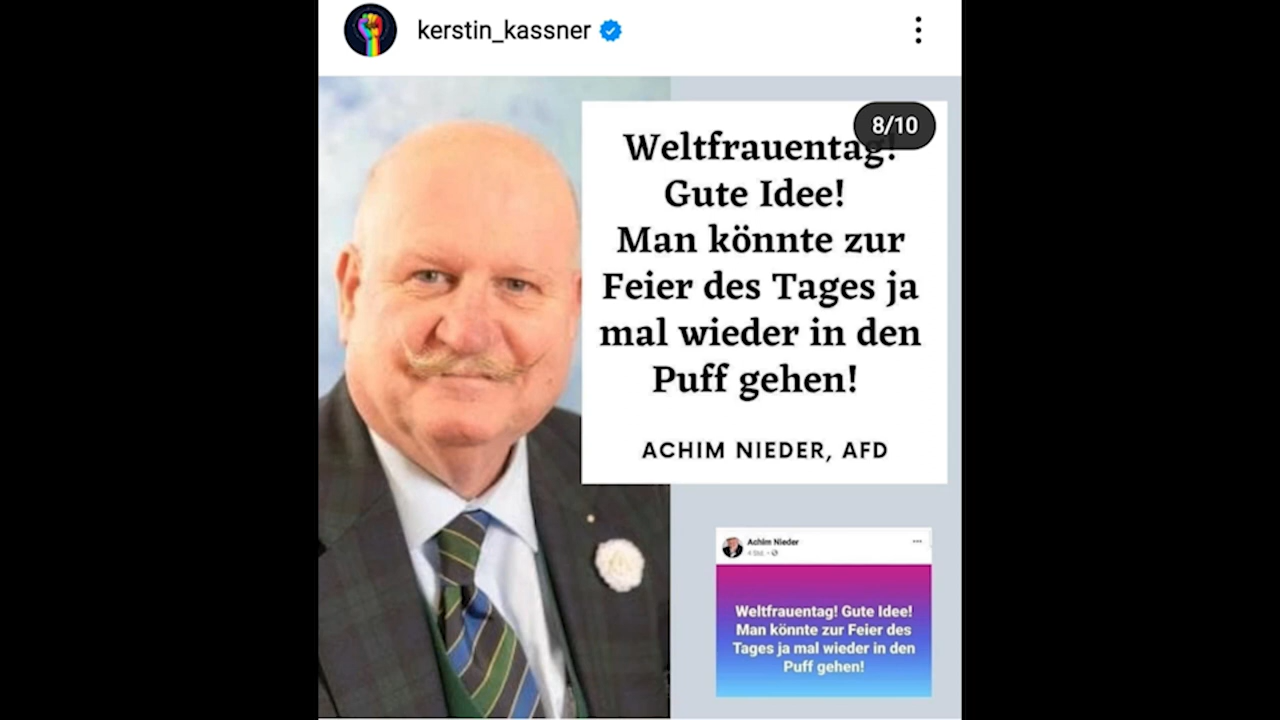 kerstin_kassner
8/10
Weltfrauentag!
Gute Idee!
Man könnte zur
Feier des Tages ja
mal wieder in den
Puff gehen!
ACHIM NIEDER, AFD
Achim Nieder
4 Std.
Weltfrauentag! Gute Idee!
Man könnte zur Feier des
Tages ja mal wieder in den
Puff gehen!